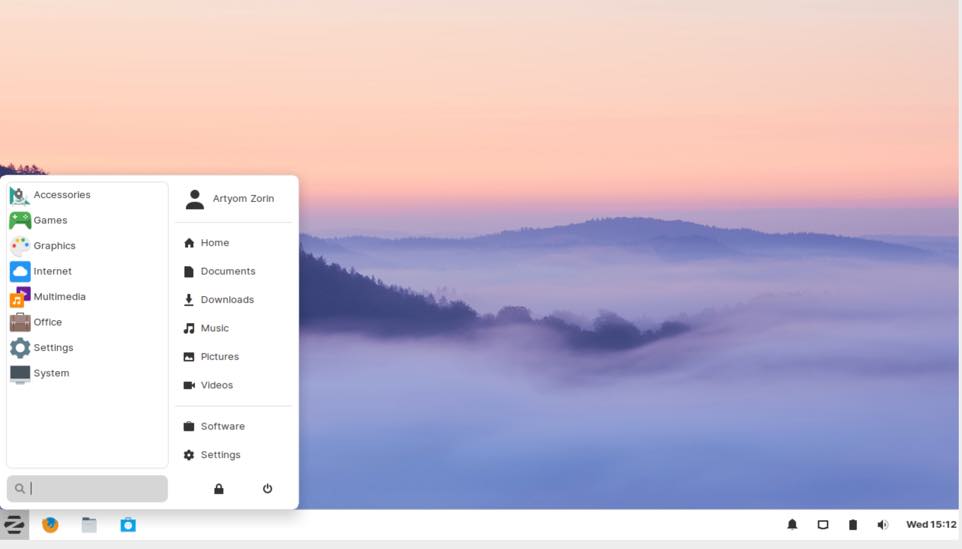 Accessories
Games
Graphics
Internet
Multimedia
Office
Settings
System
Artyom Zorin
Home
Documents
Downloads
Music
Pictures
Videos
Software
Settings
Wed 15:12